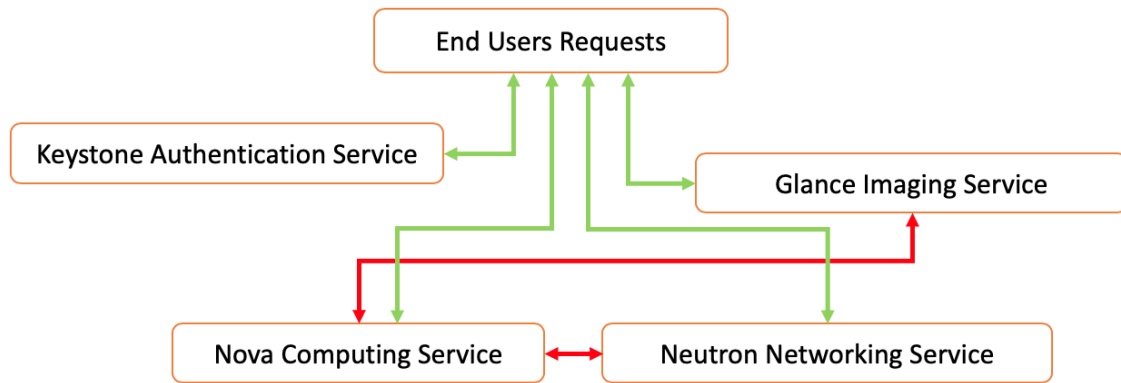 End Users Requests
Keystone Authentication Service
Glance Imaging Service
Nova Computing Service
Neutron Networking Service